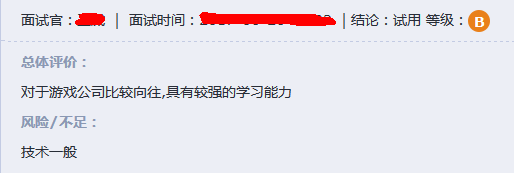 面试官：
面试时间：
结论：试用 等级：B
总体评价：
对于游戏公司比较向往,具有较强的学习能力
风险/不足：
技术一般